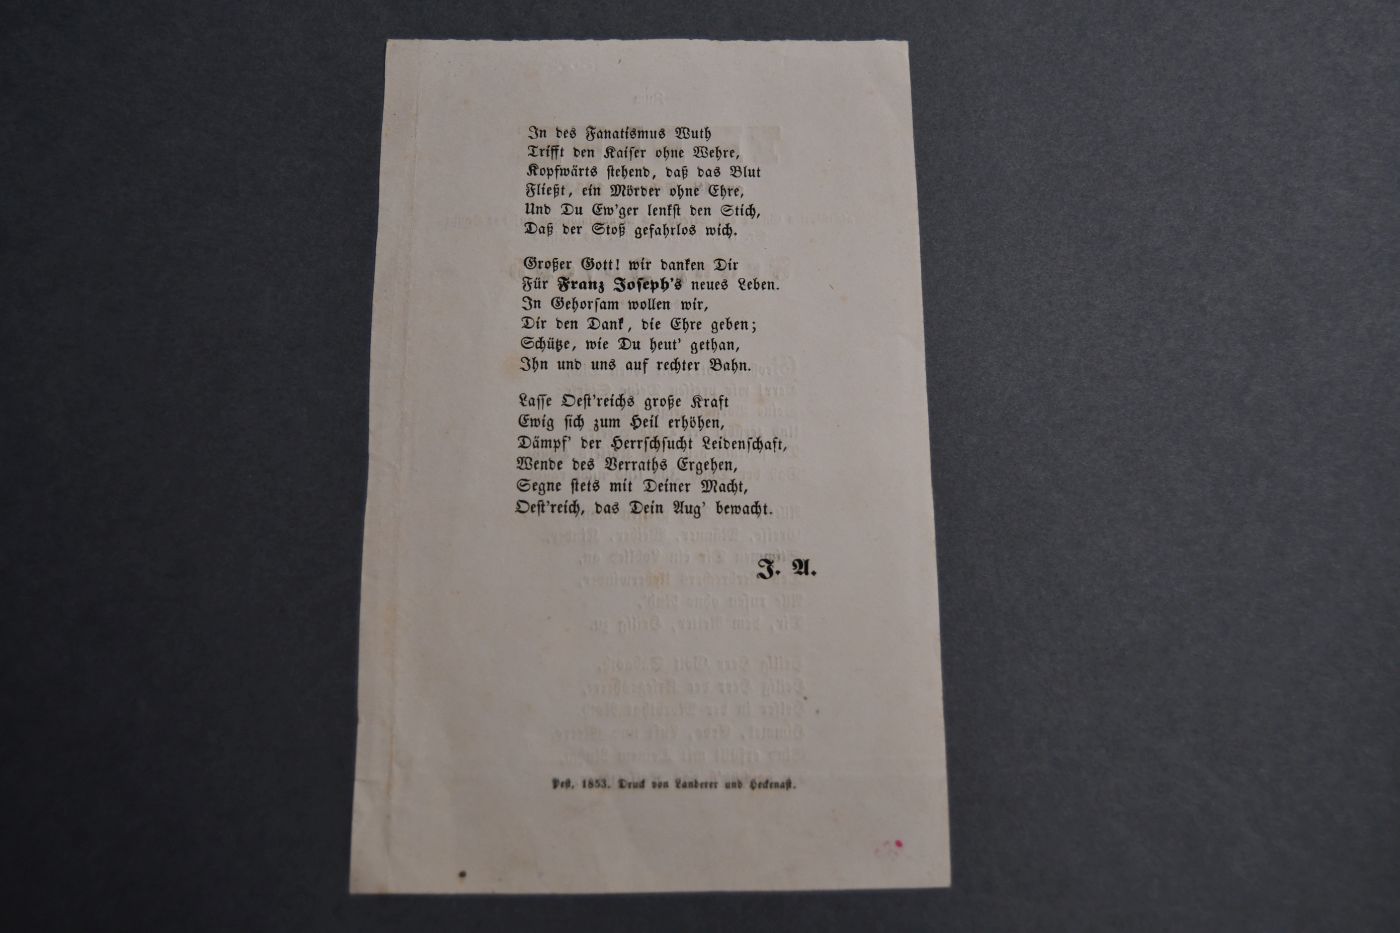 In des Fanatismus Wuth
Trifft den Kaiser ohne Wehre,
Kopfwärts stehend, daß das Blut
Fließt, ein Mörder ohne Ehre,
Und Du Ew'ger lenkst den Stich,
Daß der Stoß gefahrlos wich.
Großer Gott! wir danken Dir
Für Franz Joseph's neues Leben.
In Gehorsam wollen wir,
Dir den Dank, die Ehre geben;
Schütze, wie Du heut' gethan,
Ihn und uns auf rechter Bahn.
Lasse Oest'reichs große Kraft
Ewig sich zum Heil erhöhen,
Dämpf' der Herrschsucht Leidenschaft,
Wende des Verraths Ergehen,
Segne stets mit Deiner Macht,
Oest'reich, das Dein Aug' bewacht.
J. A.
Pest, 1853. Druck von Landerer und Heckenast.